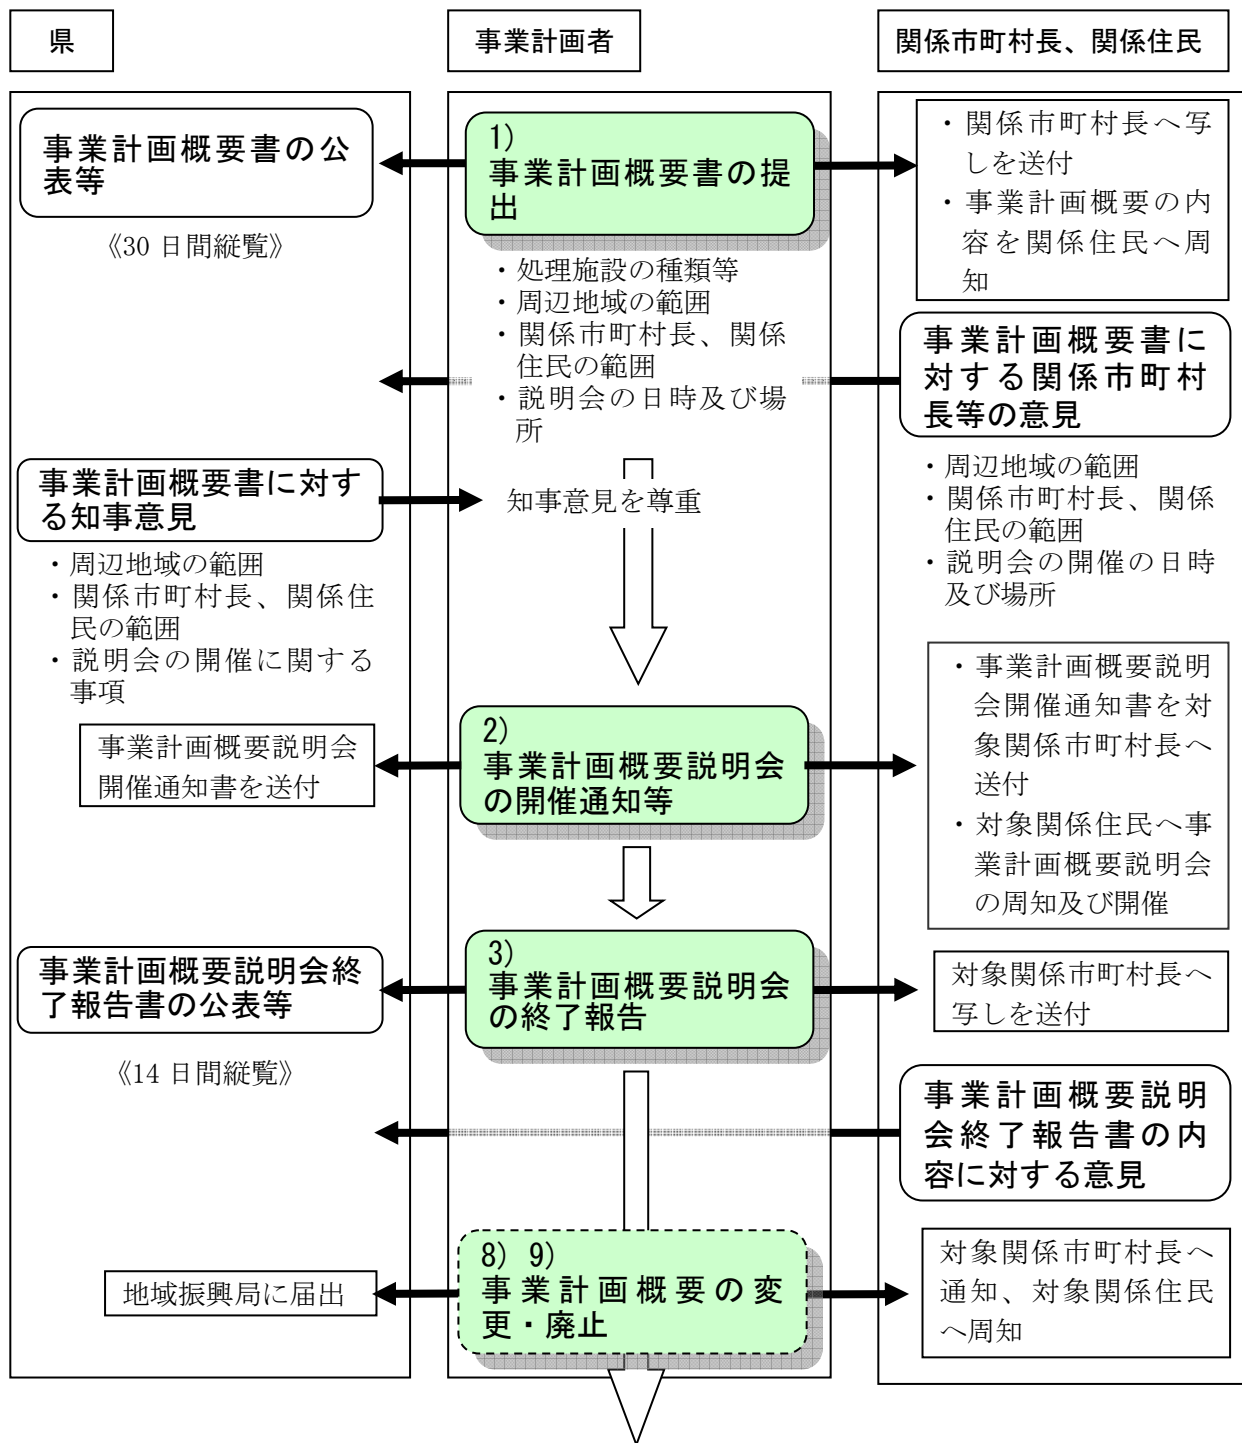 県
事業計画者
関係市町村長、関係住民
事業計画概要書の公
表等
《30 日間縦覧》
1)
事業計画概要書の提
出
・処理施設の種類等
・周辺地域の範囲
・関係市町村長、関係
住民の範囲
・説明会の日時及び場
所
・関係市町村長へ写
しを送付
・事業計画概要の内
容を関係住民へ周
知
事業計画概要書に
対する関係市町村
長等の意見
・周辺地域の範囲
・関係市町村長、関係
住民の範囲
・説明会の開催の日時
及び場所
事業計画概要書に対す
る知事意見
・周辺地域の範囲
・関係市町村長、関係住
民の範囲
・説明会の開催に関する
事項
知事意見を尊重
事業計画概要説明会
開催通知書を送付
2)
事業計画概要説明会
の開催通知等
・事業計画概要説明
会開催通知書を対
象関係市町村長へ
送付
・対象関係住民へ事
業計画概要説明会
の周知及び開催
事業計画概要説明会終
了報告書の公表等
《14 日間縦覧》
3)
事業計画概要説明会
の終了報告
対象関係市町村長へ
写しを送付
事業計画概要説明
会終了報告書の内
容に対する意見
地域振興局に届出
8) 9)
事業計画概要の変
更・廃止
対象関係市町村長へ
通知、対象関係住民
へ周知